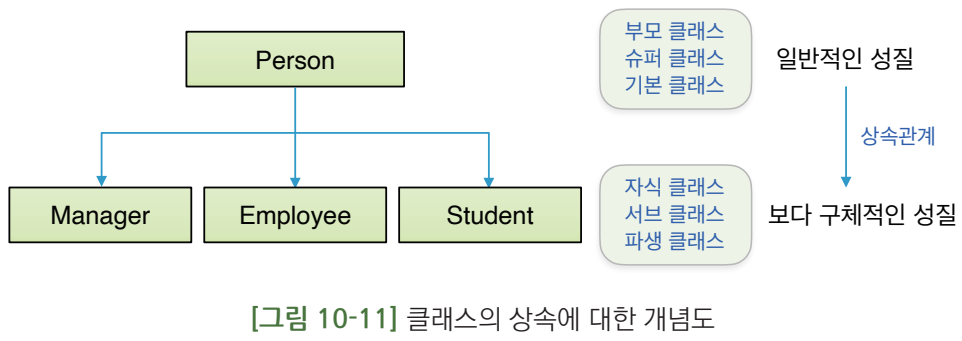 Person
Manager
Employee
Student
부모 클래스
슈퍼 클래스
기본 클래스
일반적인 성질
상속관계
자식 클래스
서브 클래스
파생 클래스
보다 구체적인 성질
[그림 10-11] 클래스의 상속에 대한 개념도